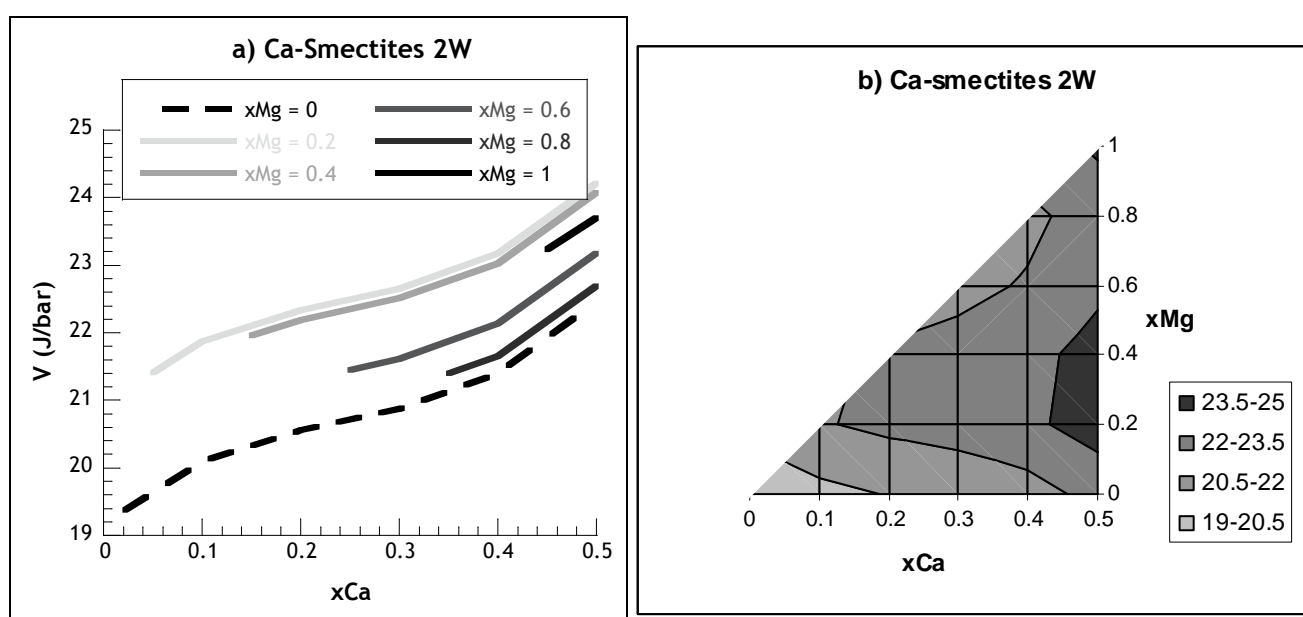 a) Ca-Smectites 2W
xMg = 0
xMg = 0.6
xMg = 0.2
xMg = 0.8
xMg = 0.4
xMg = 1
25
24
23
22
21
20
19
V (J/bar)
0 0.1 0.2 0.3 0.4 0.5
xCa
b) Ca-smectites 2W
1
0.8
0.6
0.4
0.2
0
xMg
0 0.1 0.2 0.3 0.4 0.5
xCa
23.5-25
22-23.5
20.5-22
19-20.5